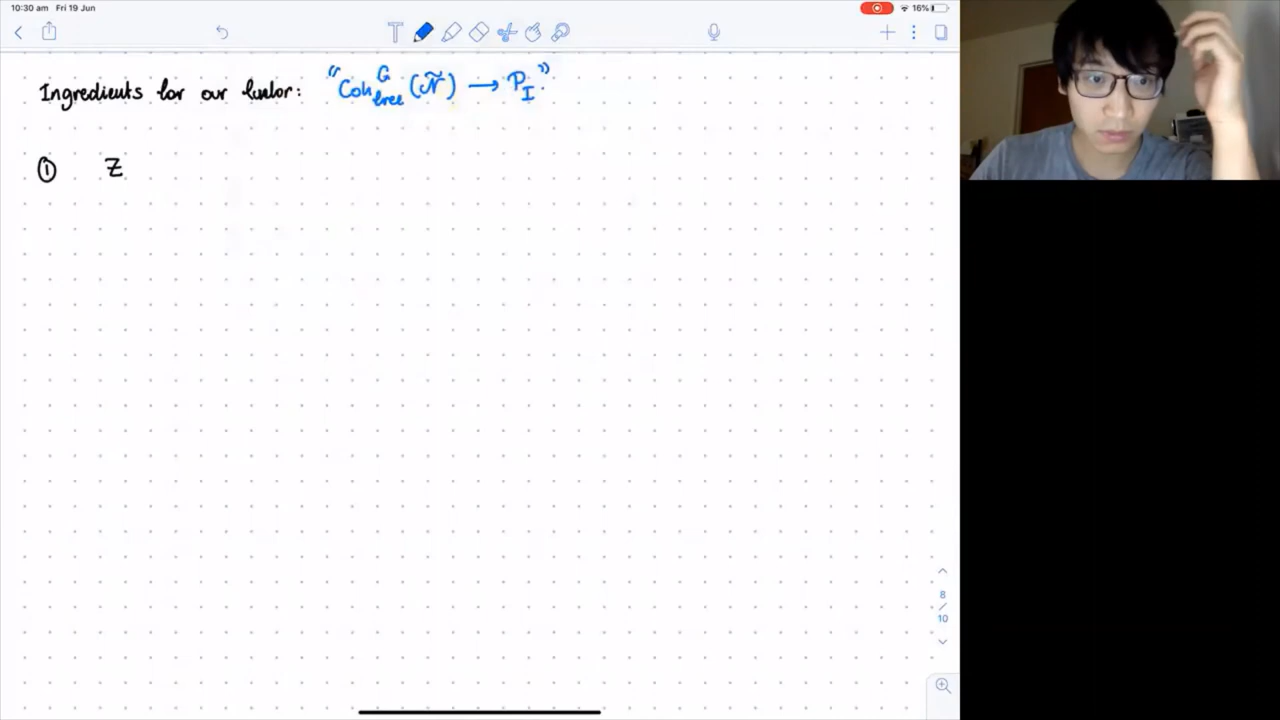 10:30 am Fri 19 Jun
16%
Ingredients for our functor: "Coh^G_free (Ñ) → P_I."
① Z
8
/
10